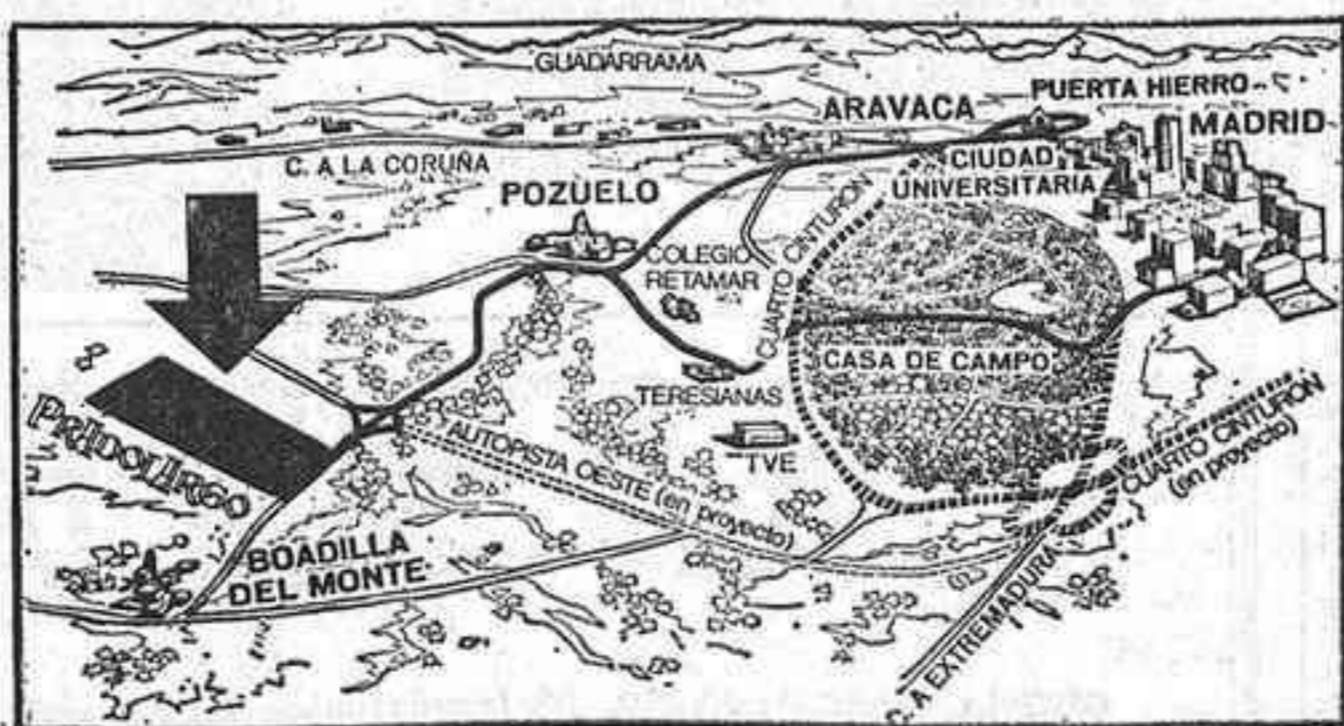 GUADARRAMA
ARAVACA
PUERTA HIERRO
MADRID
C. A LA CORUÑA
CIUDAD
UNIVERSITARIA
POZUELO
COLEGIO
RETAMAR
CUARTO CINTURON
CASA DE CAMPO
TERESIANAS
TVE
PRADOLARGO
AUTOPISTA OESTE (en proyecto)
CUARTO CINTURON
(en proyecto)
BOADILLA
DEL MONTE
C. A EXTREMADURA